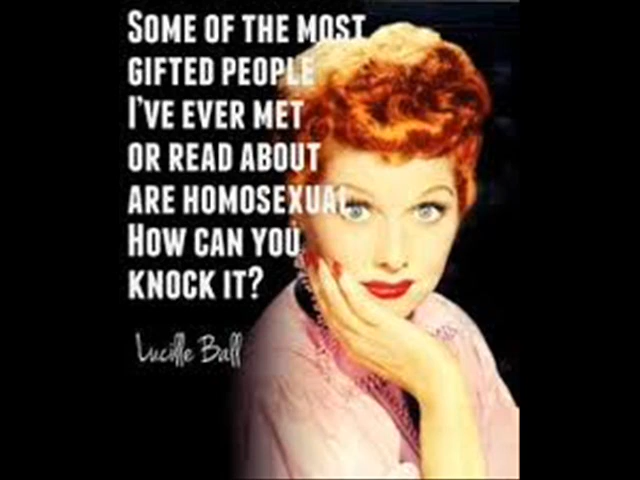 SOME OF THE MOST
GIFTED PEOPLE
I'VE EVER MET
OR READ ABOUT
ARE HOMOSEXUAL
HOW CAN YOU
KNOCK IT?
Lucille Ball